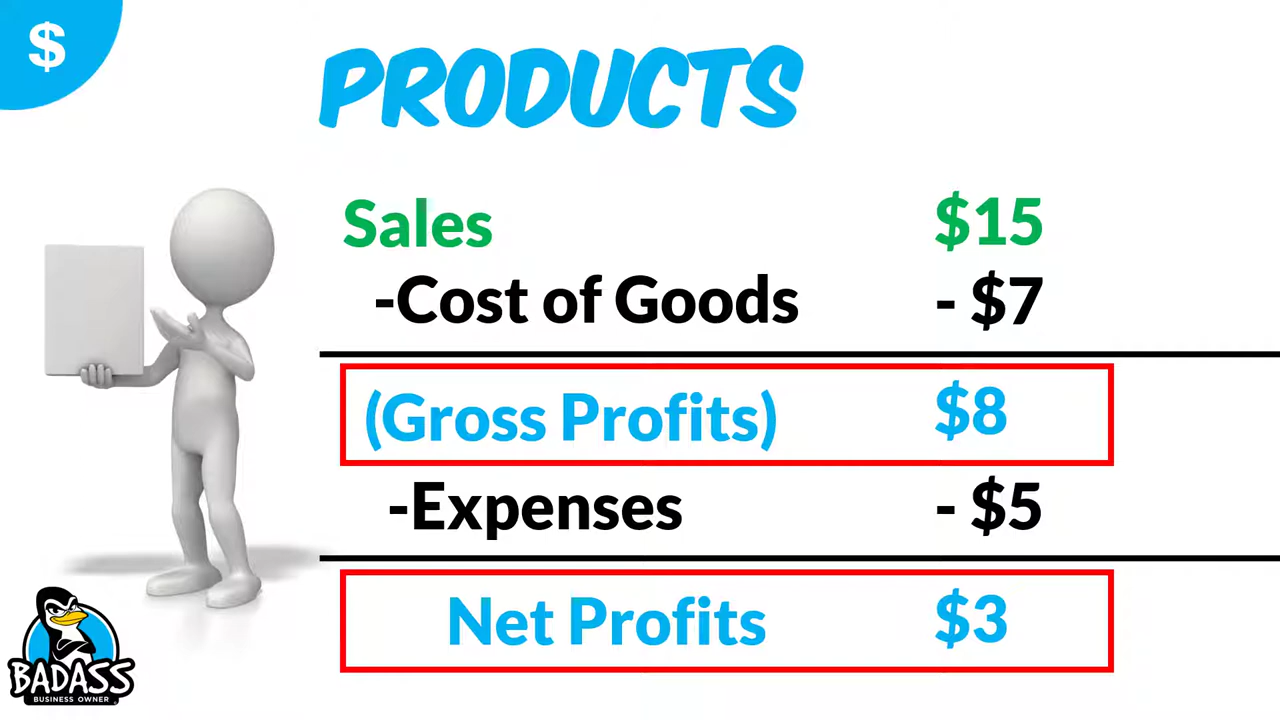 $
PRODUCTS
Sales $15
-Cost of Goods - $7
(Gross Profits) $8
-Expenses - $5
Net Profits $3
BADASS
BUSINESS OWNER